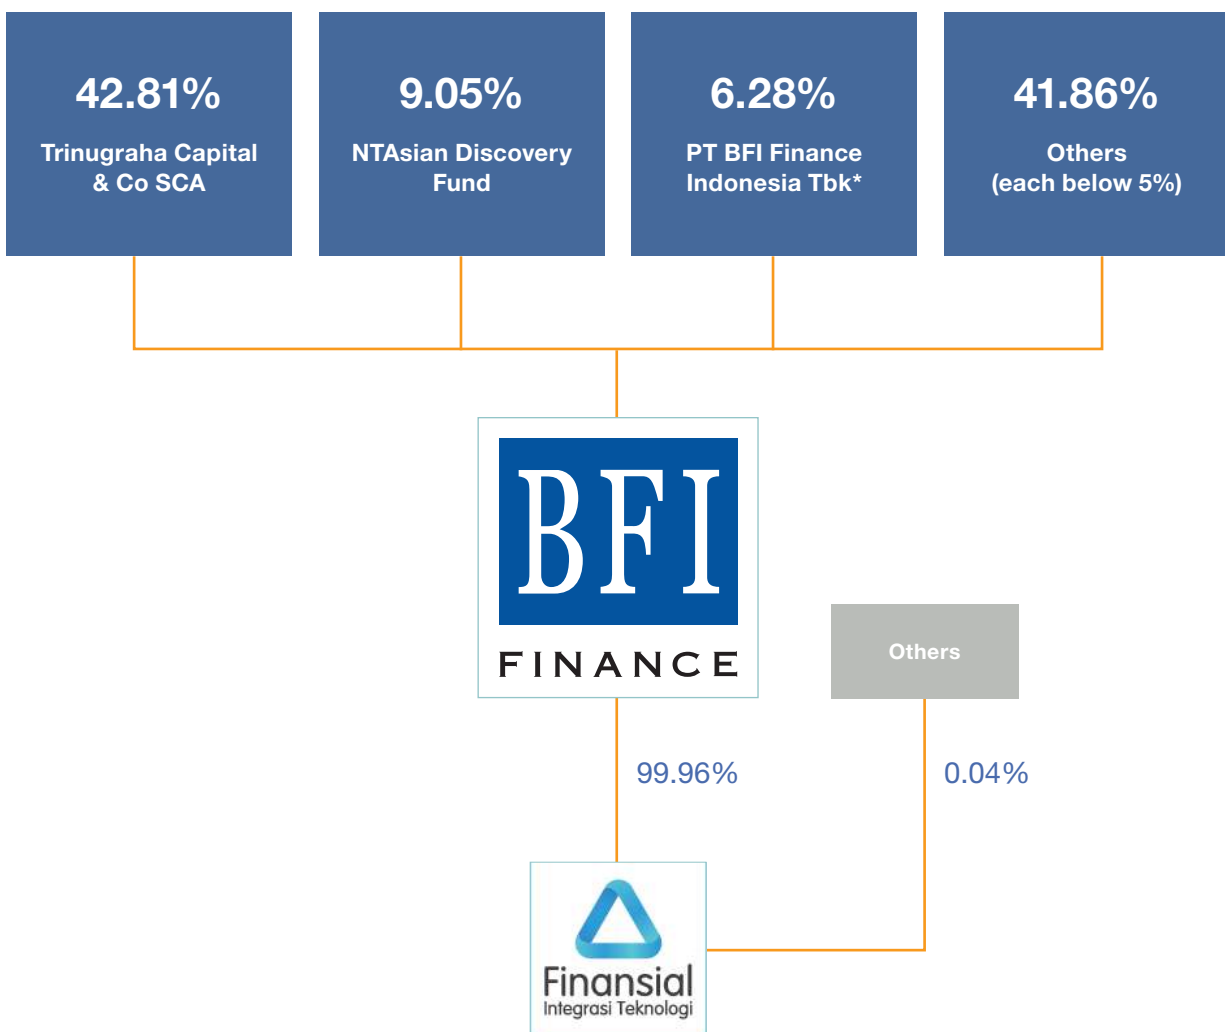 42.81%
Trinugraha Capital
& Co SCA
9.05%
NTAsian Discovery
Fund
6.28%
PT BFI Finance
Indonesia Tbk*
41.86%
Others
(each below 5%)
BFI
FINANCE
Others
99.96%
0.04%
Finansial
Integrasi Teknologi